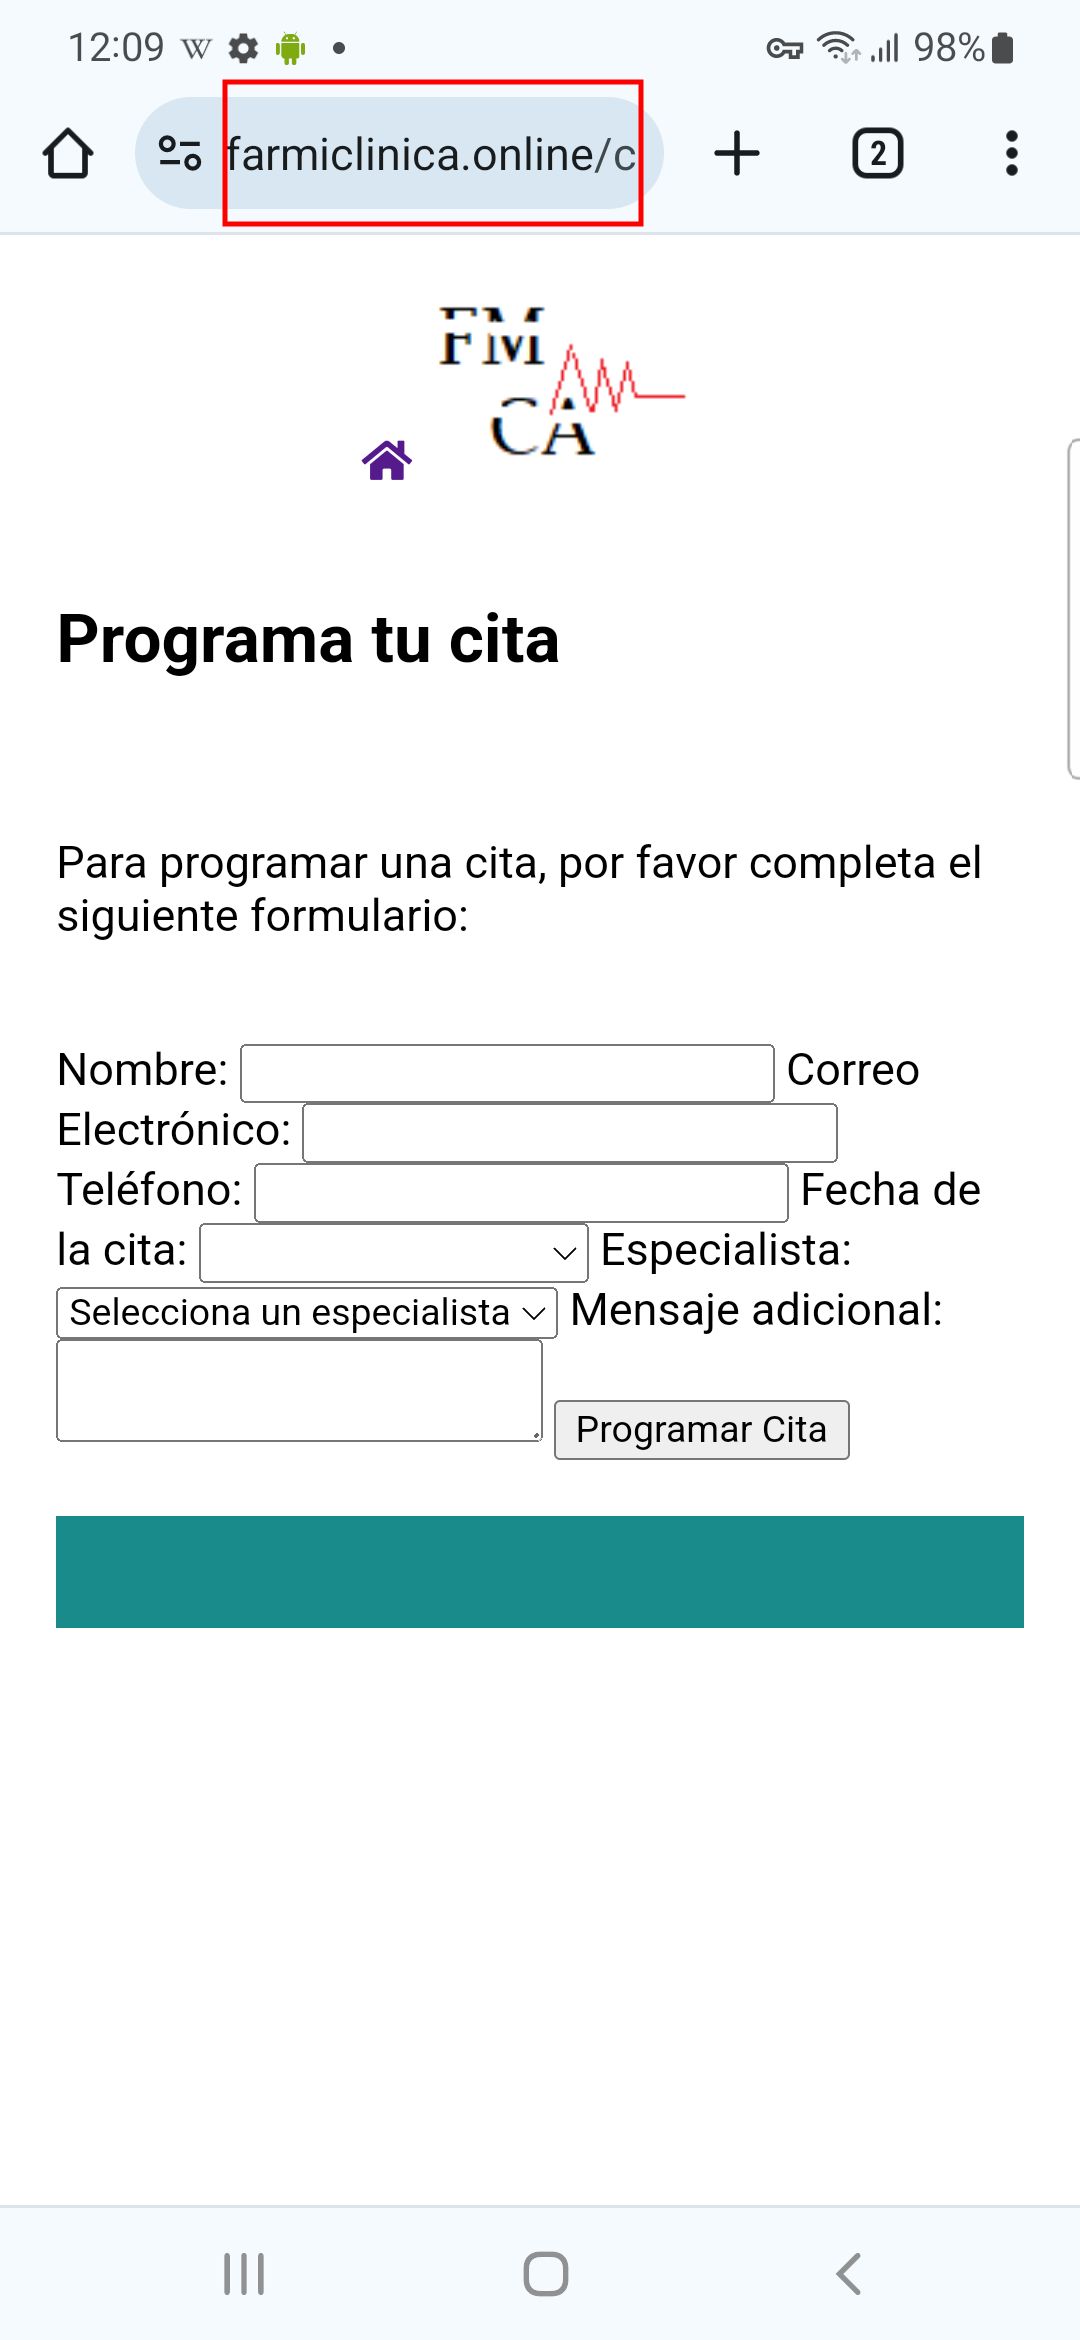 12:09 W 98%
farmiclinica.online/c 2
FM
CA
Programa tu cita
Para programar una cita, por favor completa el
siguiente formulario:
Nombre: Correo
Electrónico:
Teléfono: Fecha de
la cita: Especialista:
Selecciona un especialista Mensaje adicional:
Programar Cita